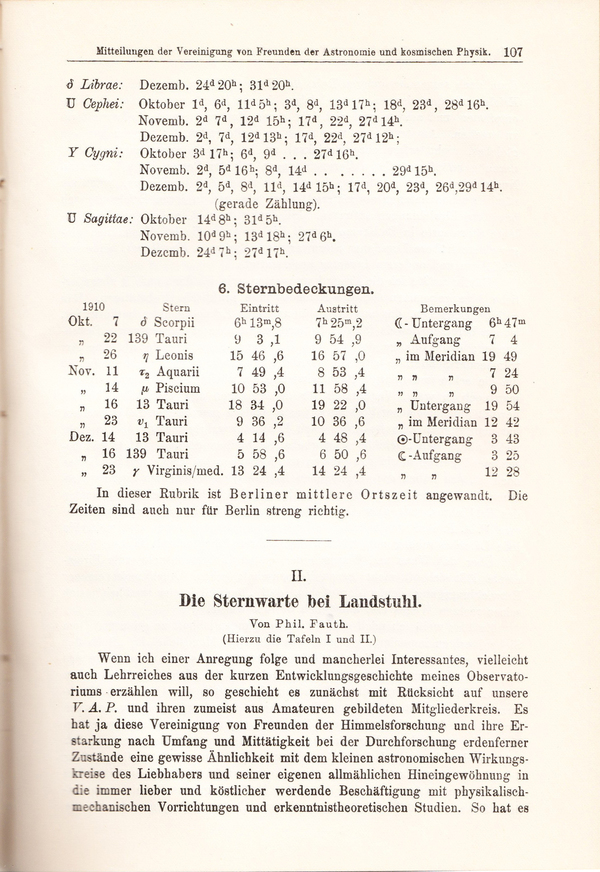 Mitteilungen der Vereinigung von Freunden der Astronomie und kosmischen Physik. 107
δ Librae: Dezemb. 24ᵈ 20ʰ; 31ᵈ 20ʰ.
U Cephei: Oktober 1ᵈ, 6ᵈ, 11ᵈ 5ʰ; 3ᵈ, 8ᵈ, 13ᵈ 17ʰ; 18ᵈ, 23ᵈ, 28ᵈ 16ʰ.
Novemb. 2ᵈ 7ᵈ, 12ᵈ 15ʰ; 17ᵈ, 22ᵈ, 27ᵈ 14ʰ.
Dezemb. 2ᵈ, 7ᵈ, 12ᵈ 13ʰ; 17ᵈ, 22ᵈ, 27ᵈ 12ʰ;
Y Cygni: Oktober 3ᵈ 17ʰ; 6ᵈ, 9ᵈ . . . 27ᵈ 16ʰ.
Novemb. 2ᵈ, 5ᵈ 16ʰ; 8ᵈ, 14ᵈ . . . . . . . 29ᵈ 15ʰ.
Dezemb. 2ᵈ, 5ᵈ, 8ᵈ, 11ᵈ, 14ᵈ 15ʰ; 17ᵈ, 20ᵈ, 23ᵈ, 26ᵈ,29ᵈ 14ʰ.
(gerade Zählung).
U Sagittae: Oktober 14ᵈ 8ʰ; 31ᵈ 5ʰ.
Novemb. 10ᵈ 9ʰ; 13ᵈ 18ʰ; 27ᵈ 6ʰ.
Dezemb. 24ᵈ 7ʰ; 27ᵈ 17ʰ.
6. Sternbedeckungen.
1910 Stern Eintritt Austritt Bemerkungen
Okt. 7 δ Scorpii 6ʰ 13ᵐ,8 7ʰ 25ᵐ,2 ☾-Untergang 6ʰ 47ᵐ
„ 22 139 Tauri 9 3 ,1 9 54 ,9 „ Aufgang 7 4
„ 26 η Leonis 15 46 ,6 16 57 ,0 „ im Meridian 19 49
Nov. 11 τ₂ Aquarii 7 49 ,4 8 53 ,4 „ „ „ 7 24
„ 14 μ Piscium 10 53 ,0 11 58 ,4 „ „ „ 9 50
„ 16 13 Tauri 18 34 ,0 19 22 ,0 „ Untergang 19 54
„ 23 υ₁ Tauri 9 36 ,2 10 36 ,6 „ im Meridian 12 42
Dez. 14 13 Tauri 4 14 ,6 4 48 ,4 ☉-Untergang 3 43
„ 16 139 Tauri 5 58 ,6 6 50 ,6 ☾-Aufgang 3 25
„ 23 γ Virginis/med. 13 24 ,4 14 24 ,4 „ „ 12 28
In dieser Rubrik ist Berliner mittlere Ortszeit angewandt. Die
Zeiten sind auch nur für Berlin streng richtig.
II.
Die Sternwarte bei Landstuhl.
Von Phil. Fauth.
(Hierzu die Tafeln I und II.)
Wenn ich einer Anregung folge und mancherlei Interessantes, vielleicht
auch Lehrreiches aus der kurzen Entwicklungsgeschichte meines Observato-
riums erzählen will, so geschieht es zunächst mit Rücksicht auf unsere
V. A. P. und ihren zumeist aus Amateuren gebildeten Mitgliederkreis. Es
hat ja diese Vereinigung von Freunden der Himmelsforschung und ihre Er-
starkung nach Umfang und Mittätigkeit bei der Durchforschung erdenferner
Zustände eine gewisse Ähnlichkeit mit dem kleinen astronomischen Wirkungs-
kreise des Liebhabers und seiner eigenen allmählichen Hineingewöhnung in
die immer lieber und köstlicher werdende Beschäftigung mit physikalisch-
mechanischen Vorrichtungen und erkenntnistheoretischen Studien. So hat es